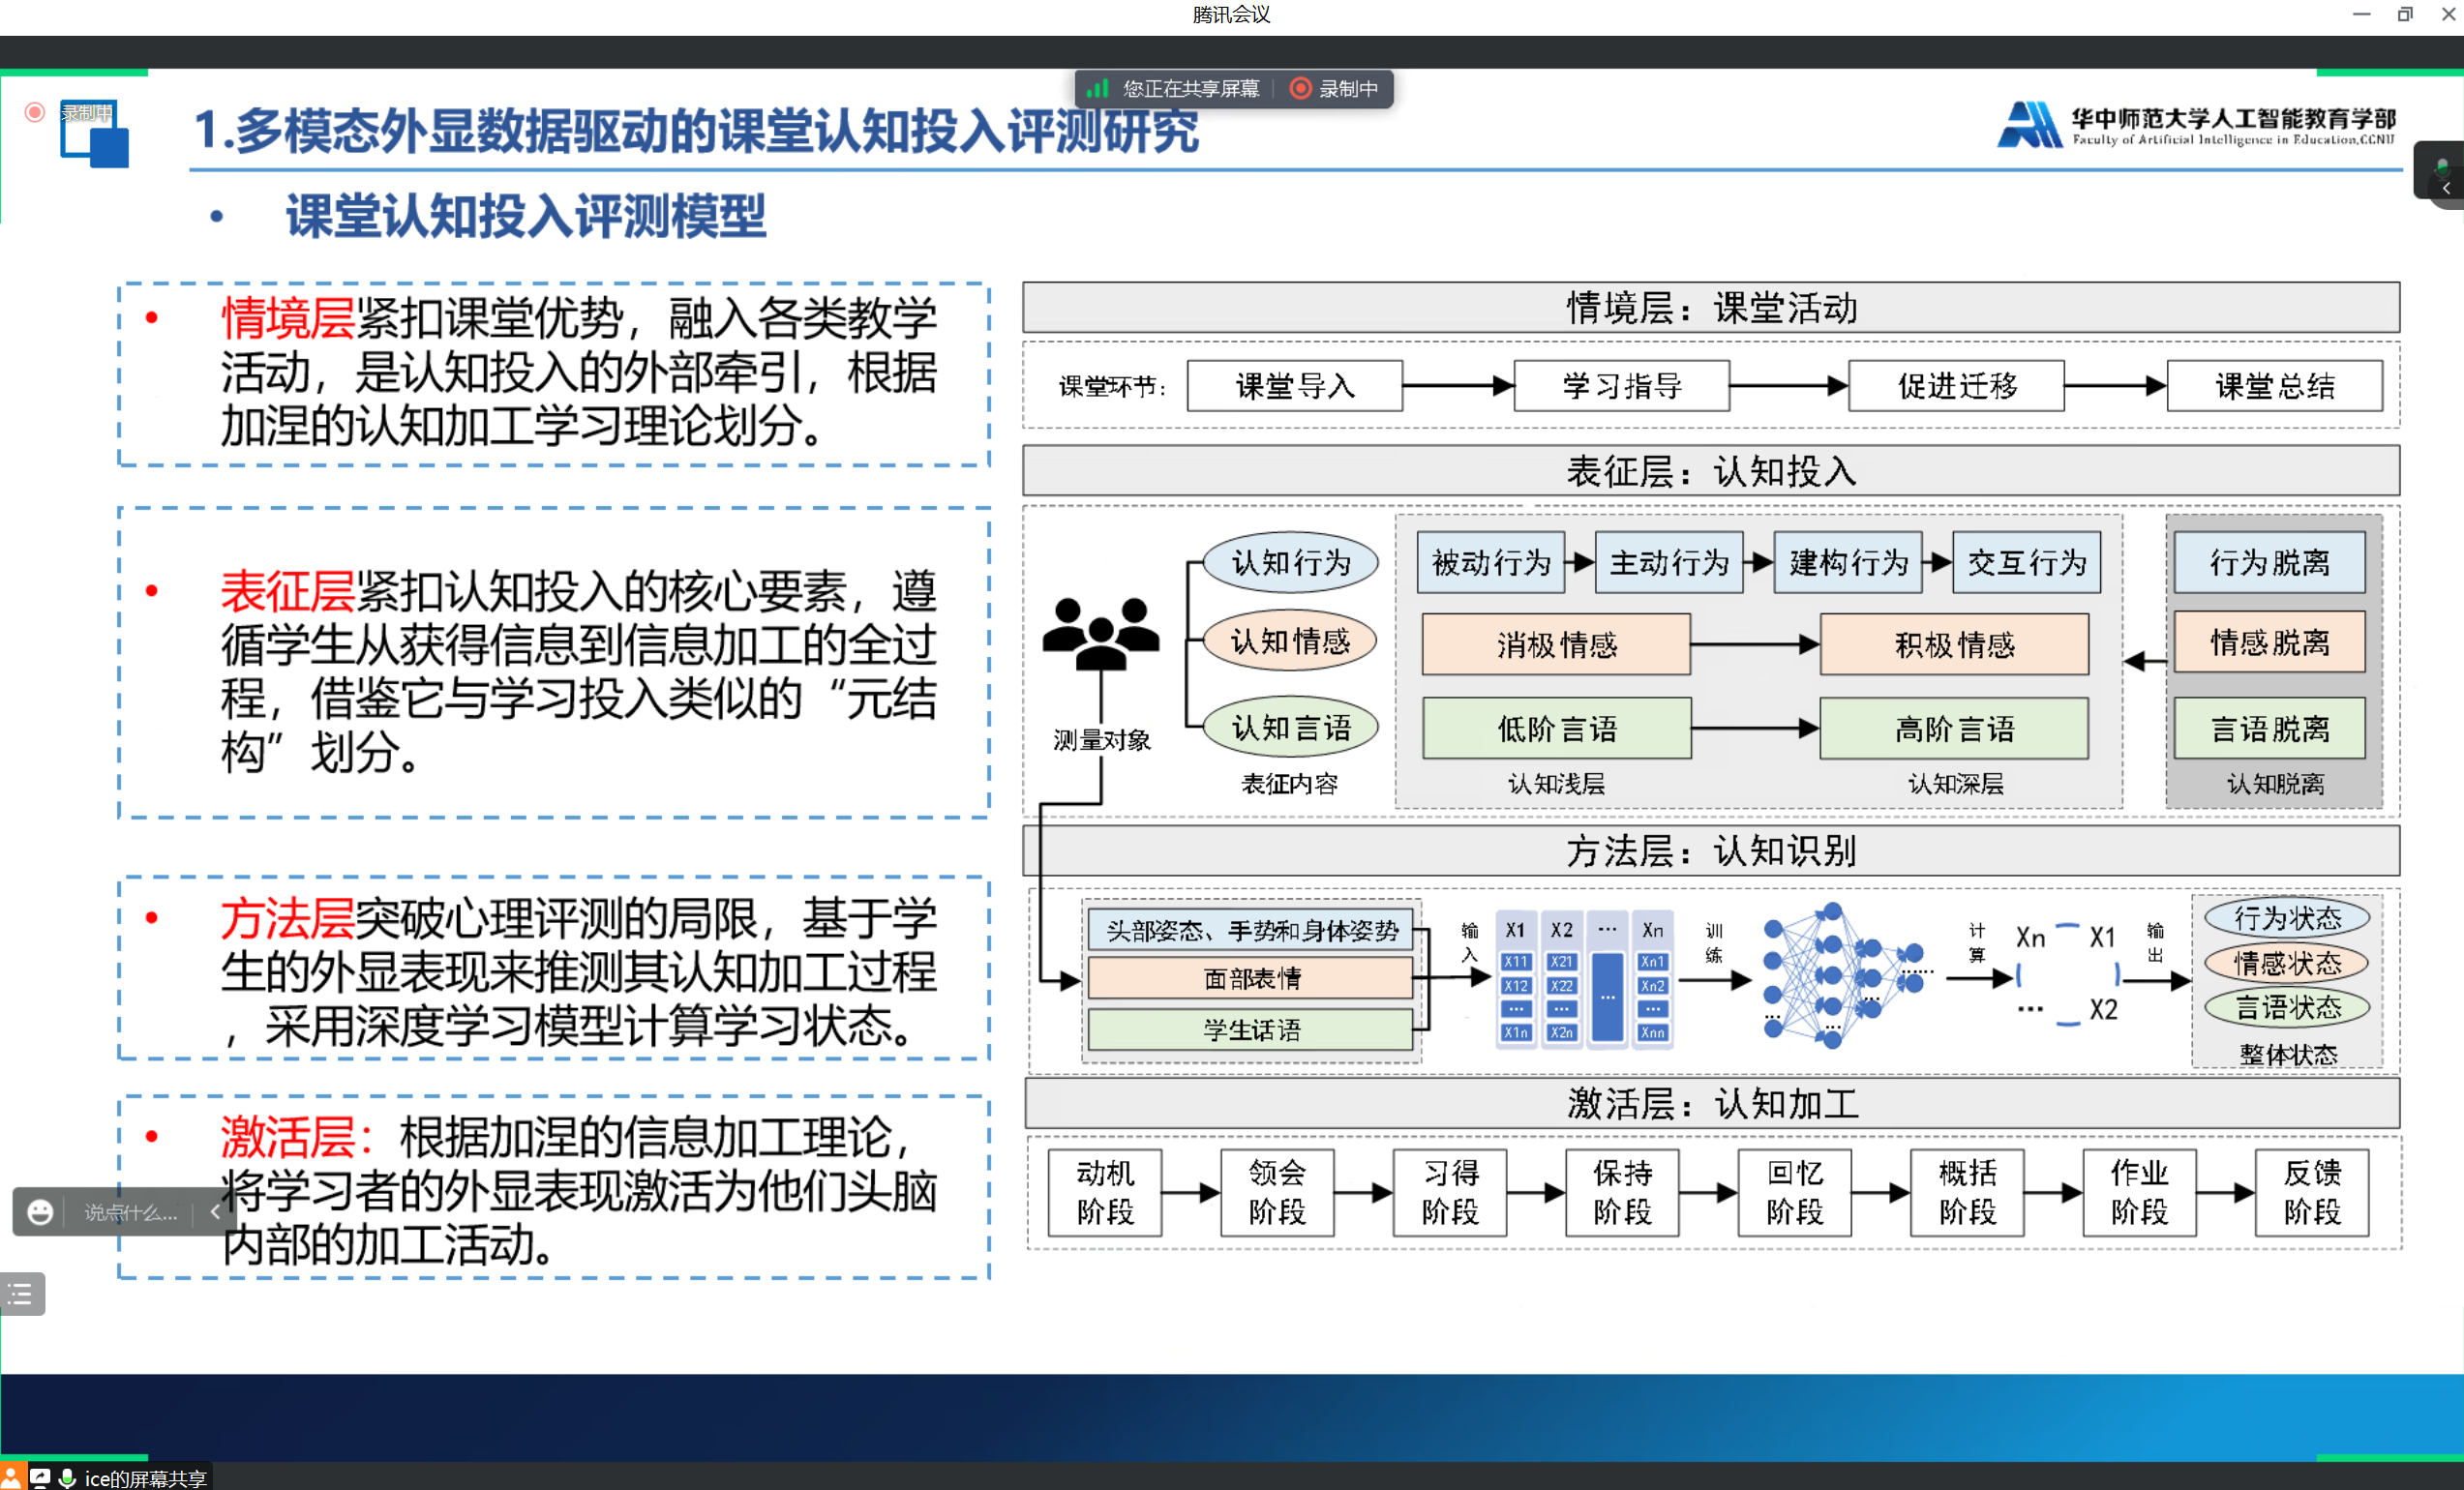 腾讯会议
您正在共享屏幕
录制中
录制中
1.多模态外显数据驱动的课堂认知投入评测研究
华中师范大学人工智能教育学部
Faculty of Artificial Intelligence in Education,CCNU
• 课堂认知投入评测模型
• 情境层紧扣课堂优势，融入各类教学
活动，是认知投入的外部牵引，根据
加涅的认知加工学习理论划分。
• 表征层紧扣认知投入的核心要素，遵
循学生从获得信息到信息加工的全过
程，借鉴它与学习投入类似的“元结
构”划分。
• 方法层突破心理评测的局限，基于学
生的外显表现来推测其认知加工过程
，采用深度学习模型计算学习状态。
• 激活层：根据加涅的信息加工理论，
将学习者的外显表现激活为他们头脑
内部的加工活动。
情境层：课堂活动
课堂环节：
课堂导入
学习指导
促进迁移
课堂总结
表征层：认知投入
测量对象
认知行为
认知情感
认知言语
表征内容
被动行为
主动行为
建构行为
交互行为
消极情感
积极情感
低阶言语
高阶言语
认知浅层
认知深层
行为脱离
情感脱离
言语脱离
认知脱离
方法层：认知识别
头部姿态、手势和身体姿势
面部表情
学生话语
输入
X1 X2 ... Xn
X11 X21 Xn1
X12 X22 ... Xn2
... ... ...
X1n X2n Xnn
训练
...
...
...
......
计算
Xn X1
... X2
输出
行为状态
情感状态
言语状态
整体状态
激活层：认知加工
动机
阶段
领会
阶段
习得
阶段
保持
阶段
回忆
阶段
概括
阶段
作业
阶段
反馈
阶段
说点什么...
ice的屏幕共享